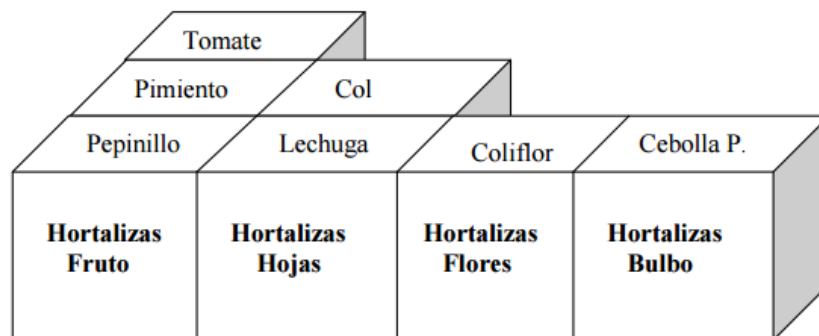 Tomate
Pimiento
Col
Pepinillo
Lechuga
Coliflor
Cebolla P.
Hortalizas
Fruto
Hortalizas
Hojas
Hortalizas
Flores
Hortalizas
Bulbo